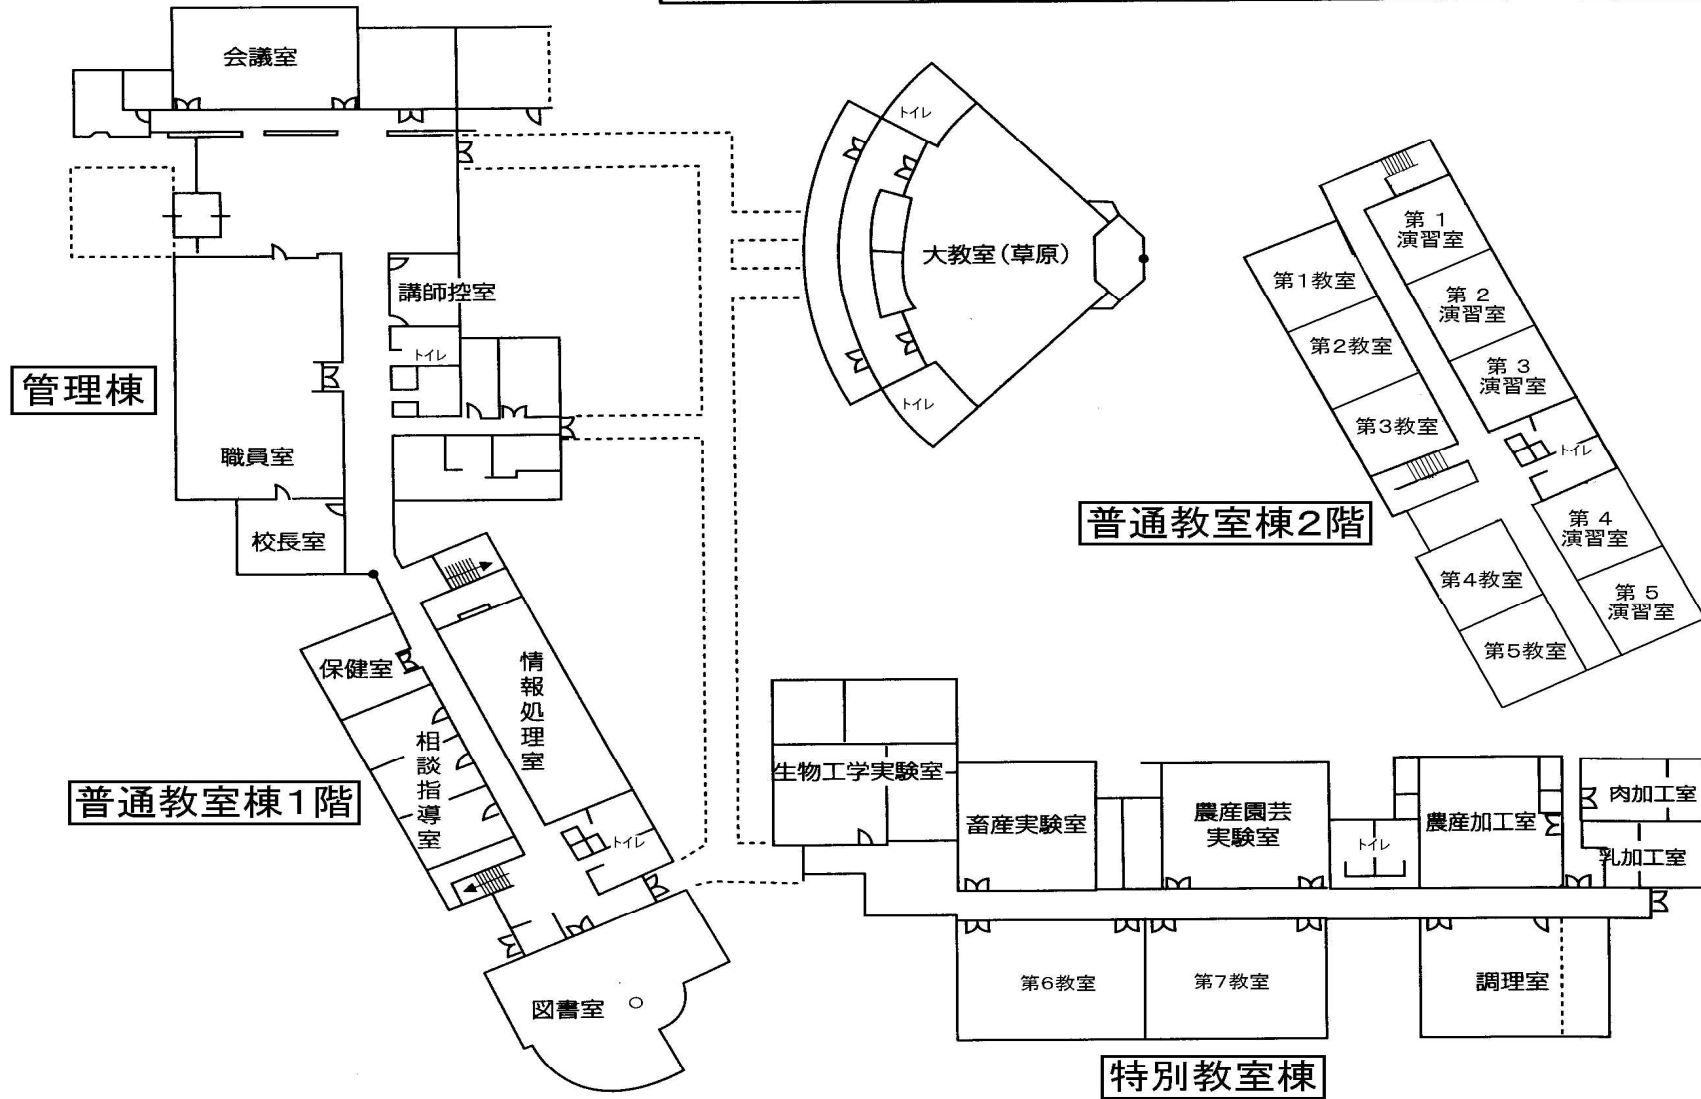 会議室
トイレ
大教室(草原)
講師控室
トイレ
管理棟
職員室
校長室
トイレ
第 1
演習室
第1教室
第 2
演習室
第2教室
第 3
演習室
第3教室
トイレ
普通教室棟2階
第 4
演習室
第4教室
第 5
演習室
第5教室
保健室
情報処理室
相談指導室
普通教室棟1階
トイレ
図書室
生物工学実験室
畜産実験室
農産園芸
実験室
トイレ
農産加工室
肉加工室
乳加工室
第6教室
第7教室
調理室
特別教室棟